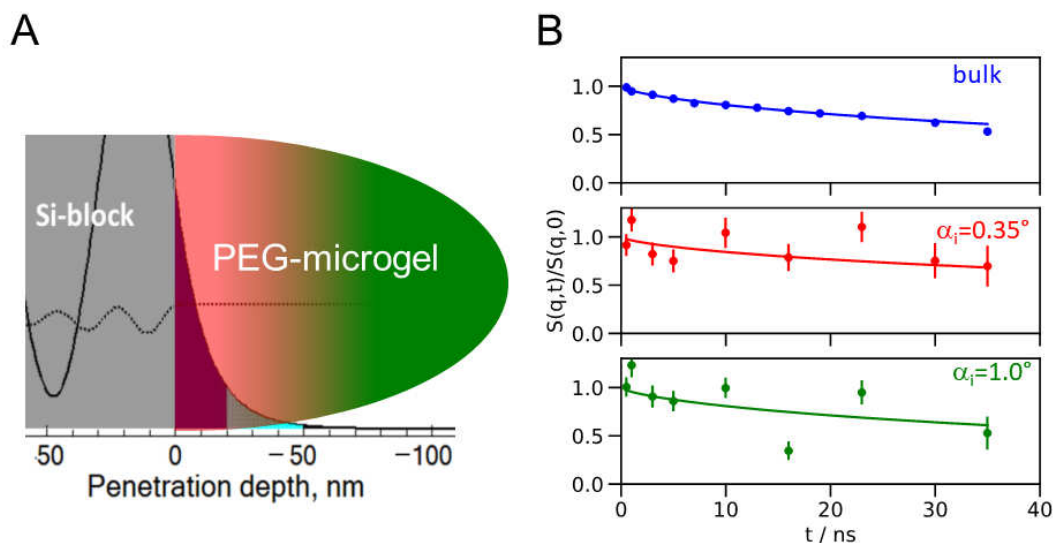 A
Si-block
PEG-microgel
50
0
−50
−100
Penetration depth, nm
B
bulk
1.0
0.5
0.0
αi=0.35°
1.0
0.5
0.0
S(q,t)/S(q,0)
αi=1.0°
1.0
0.5
0.0
0
10
20
30
40
t / ns